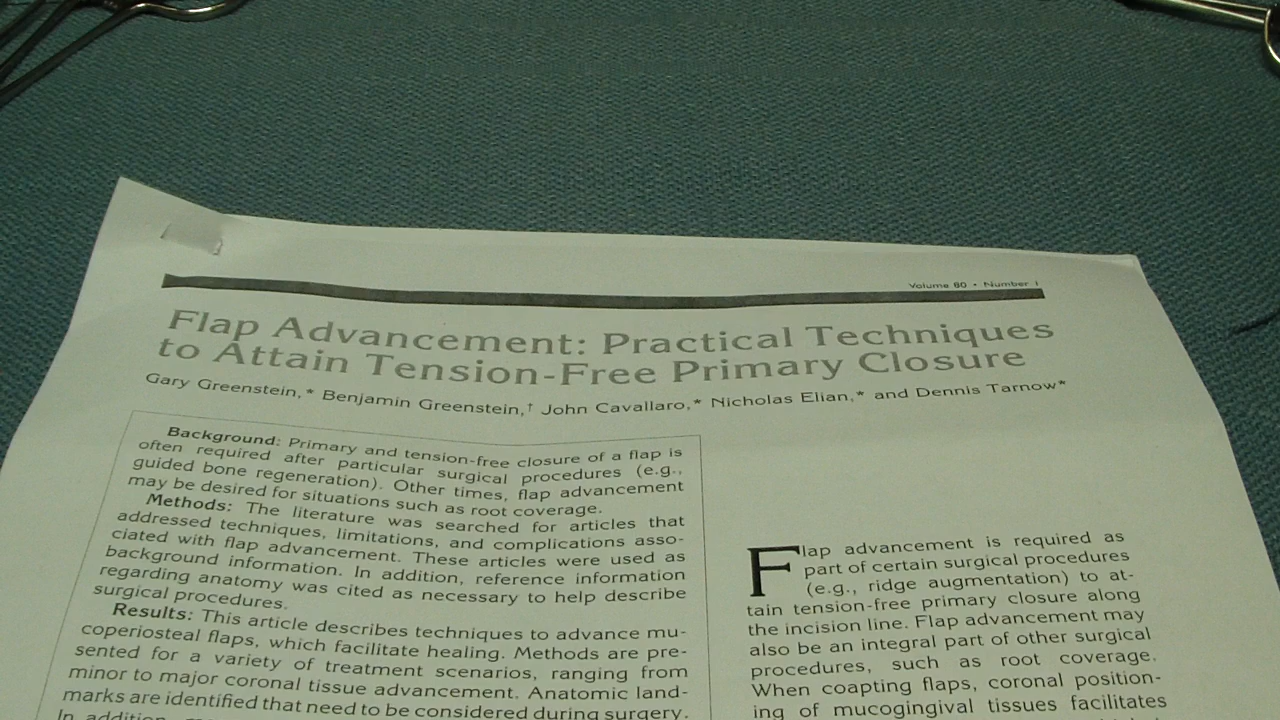 Volume 80 • Number 1
Flap Advancement: Practical Techniques
to Attain Tension-Free Primary Closure
Gary Greenstein,* Benjamin Greenstein,† John Cavallaro,* Nicholas Elian,* and Dennis Tarnow*
Background: Primary and tension-free closure of a flap is
often required after particular surgical procedures (e.g.,
guided bone regeneration). Other times, flap advancement
may be desired for situations such as root coverage.
Methods: The literature was searched for articles that
addressed techniques, limitations, and complications asso-
ciated with flap advancement. These articles were used as
background information. In addition, reference information
regarding anatomy was cited as necessary to help describe
surgical procedures.
Results: This article describes techniques to advance mu-
coperiosteal flaps, which facilitate healing. Methods are pre-
sented for a variety of treatment scenarios, ranging from
minor to major coronal tissue advancement. Anatomic land-
marks are identified that need to be considered during surgery.
In addition,
Flap advancement is required as
part of certain surgical procedures
(e.g., ridge augmentation) to at-
tain tension-free primary closure along
the incision line. Flap advancement may
also be an integral part of other surgical
procedures, such as root coverage.
When coapting flaps, coronal position-
ing of mucogingival tissues facilitates